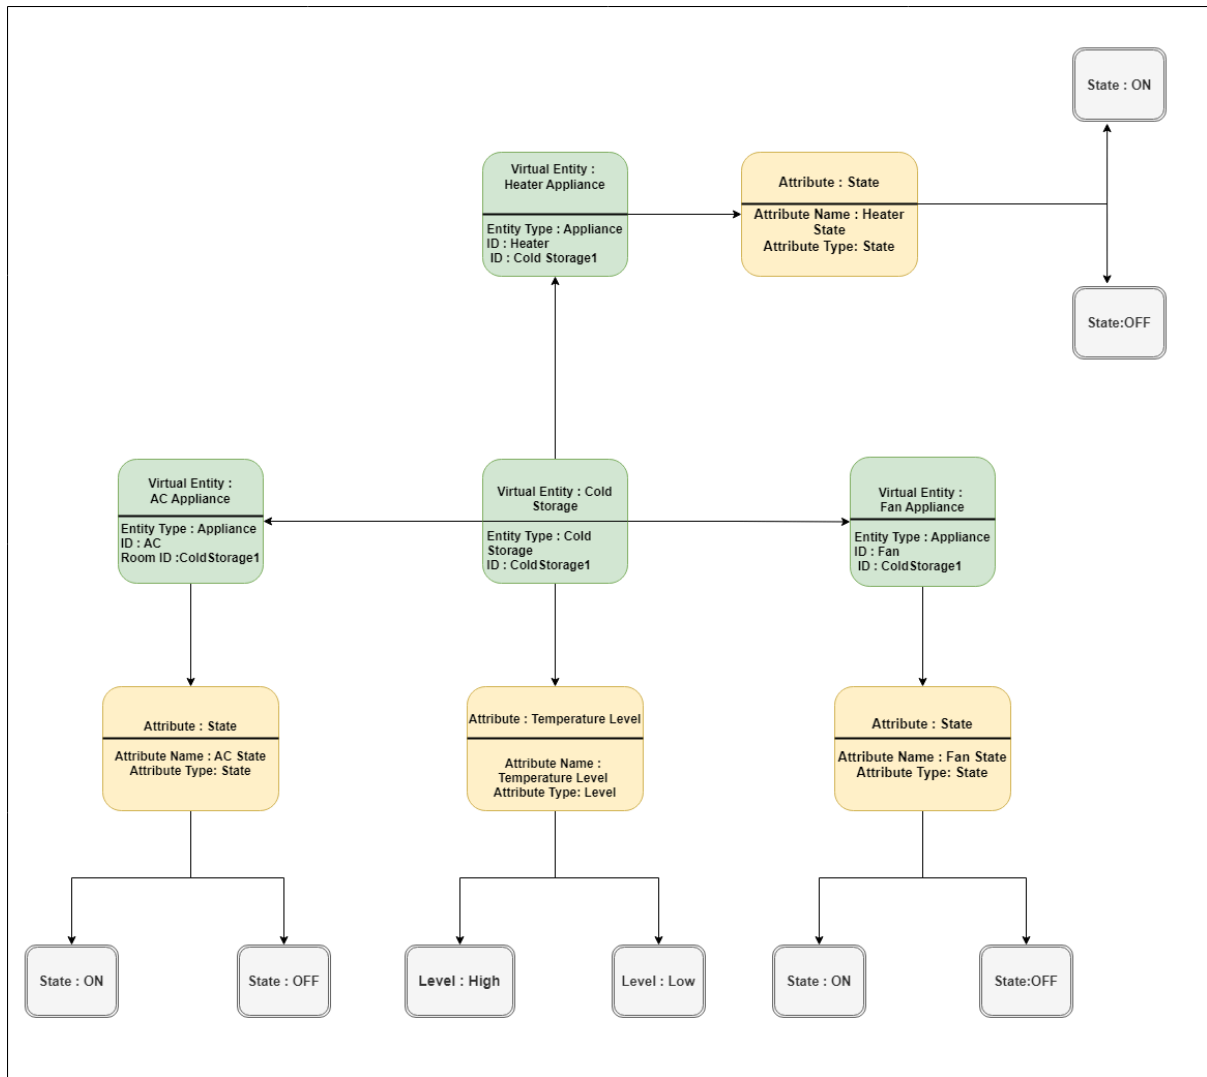 State : ON
Virtual Entity :
Heater Appliance
Entity Type : Appliance
ID : Heater
ID : Cold Storage1
Attribute : State
Attribute Name : Heater
State
Attribute Type: State
State:OFF
Virtual Entity :
AC Appliance
Entity Type : Appliance
ID : AC
Room ID :ColdStorage1
Virtual Entity : Cold
Storage
Entity Type : Cold
Storage
ID : ColdStorage1
Virtual Entity :
Fan Appliance
Entity Type : Appliance
ID : Fan
ID : ColdStorage1
Attribute : State
Attribute Name : AC State
Attribute Type: State
Attribute : Temperature Level
Attribute Name :
Temperature Level
Attribute Type: Level
Attribute : State
Attribute Name : Fan State
Attribute Type: State
State : ON
State : OFF
Level : High
Level : Low
State : ON
State:OFF